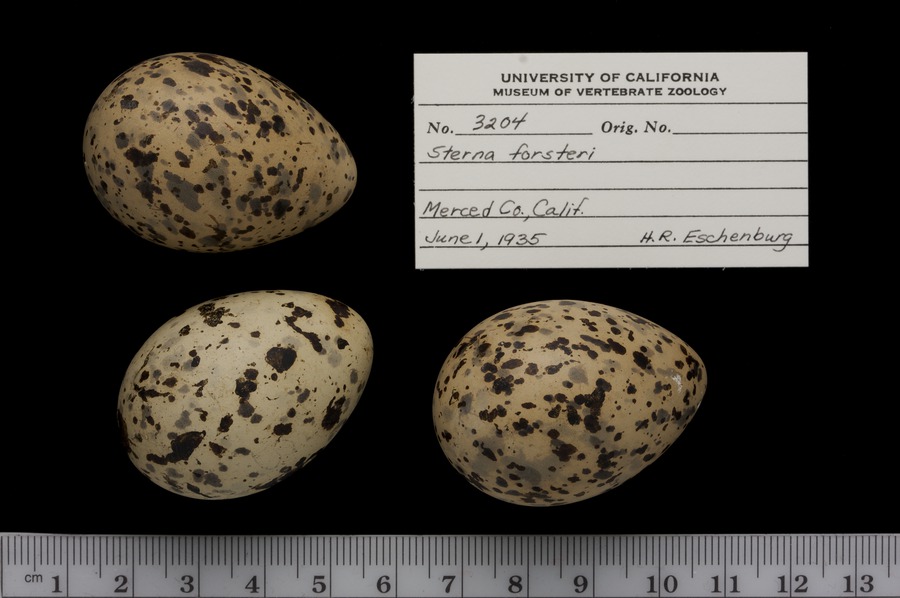 UNIVERSITY OF CALIFORNIA
MUSEUM OF VERTEBRATE ZOOLOGY
No. 3204 Orig. No.
Sterna forsteri
Merced Co., Calif.
June 1, 1935 H.R. Eschenburg
cm 1 2 3 4 5 6 7 8 9 10 11 12 13